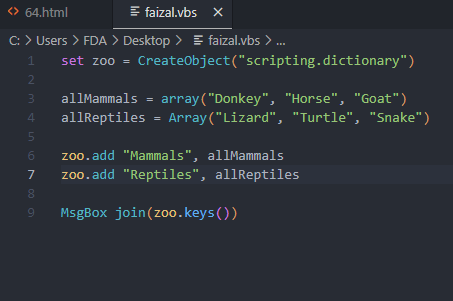 <> 64.html faizal.vbs ×
C: > Users > FDA > Desktop > faizal.vbs > ...
1 set zoo = CreateObject("scripting.dictionary")
2
3 allMammals = array("Donkey", "Horse", "Goat")
4 allReptiles = Array("Lizard", "Turtle", "Snake")
5
6 zoo.add "Mammals", allMammals
7 zoo.add "Reptiles", allReptiles
8
9 MsgBox join(zoo.keys())